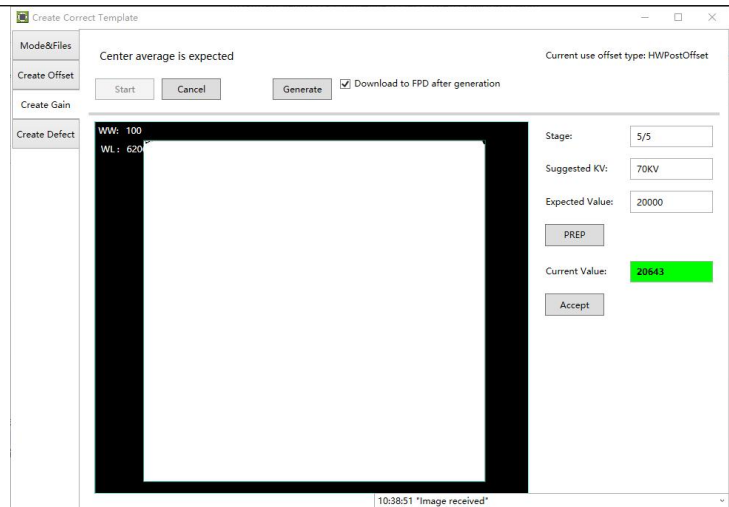 Create Correct Template
Mode&Files
Create Offset
Create Gain
Create Defect
Center average is expected
Current use offset type: HWPostOffset
Start
Cancel
Generate
Download to FPD after generation
WW: 100
WL: 620
Stage:
5/5
Suggested KV:
70KV
Expected Value:
20000
PREP
Current Value:
20643
Accept
10:38:51 "Image received"